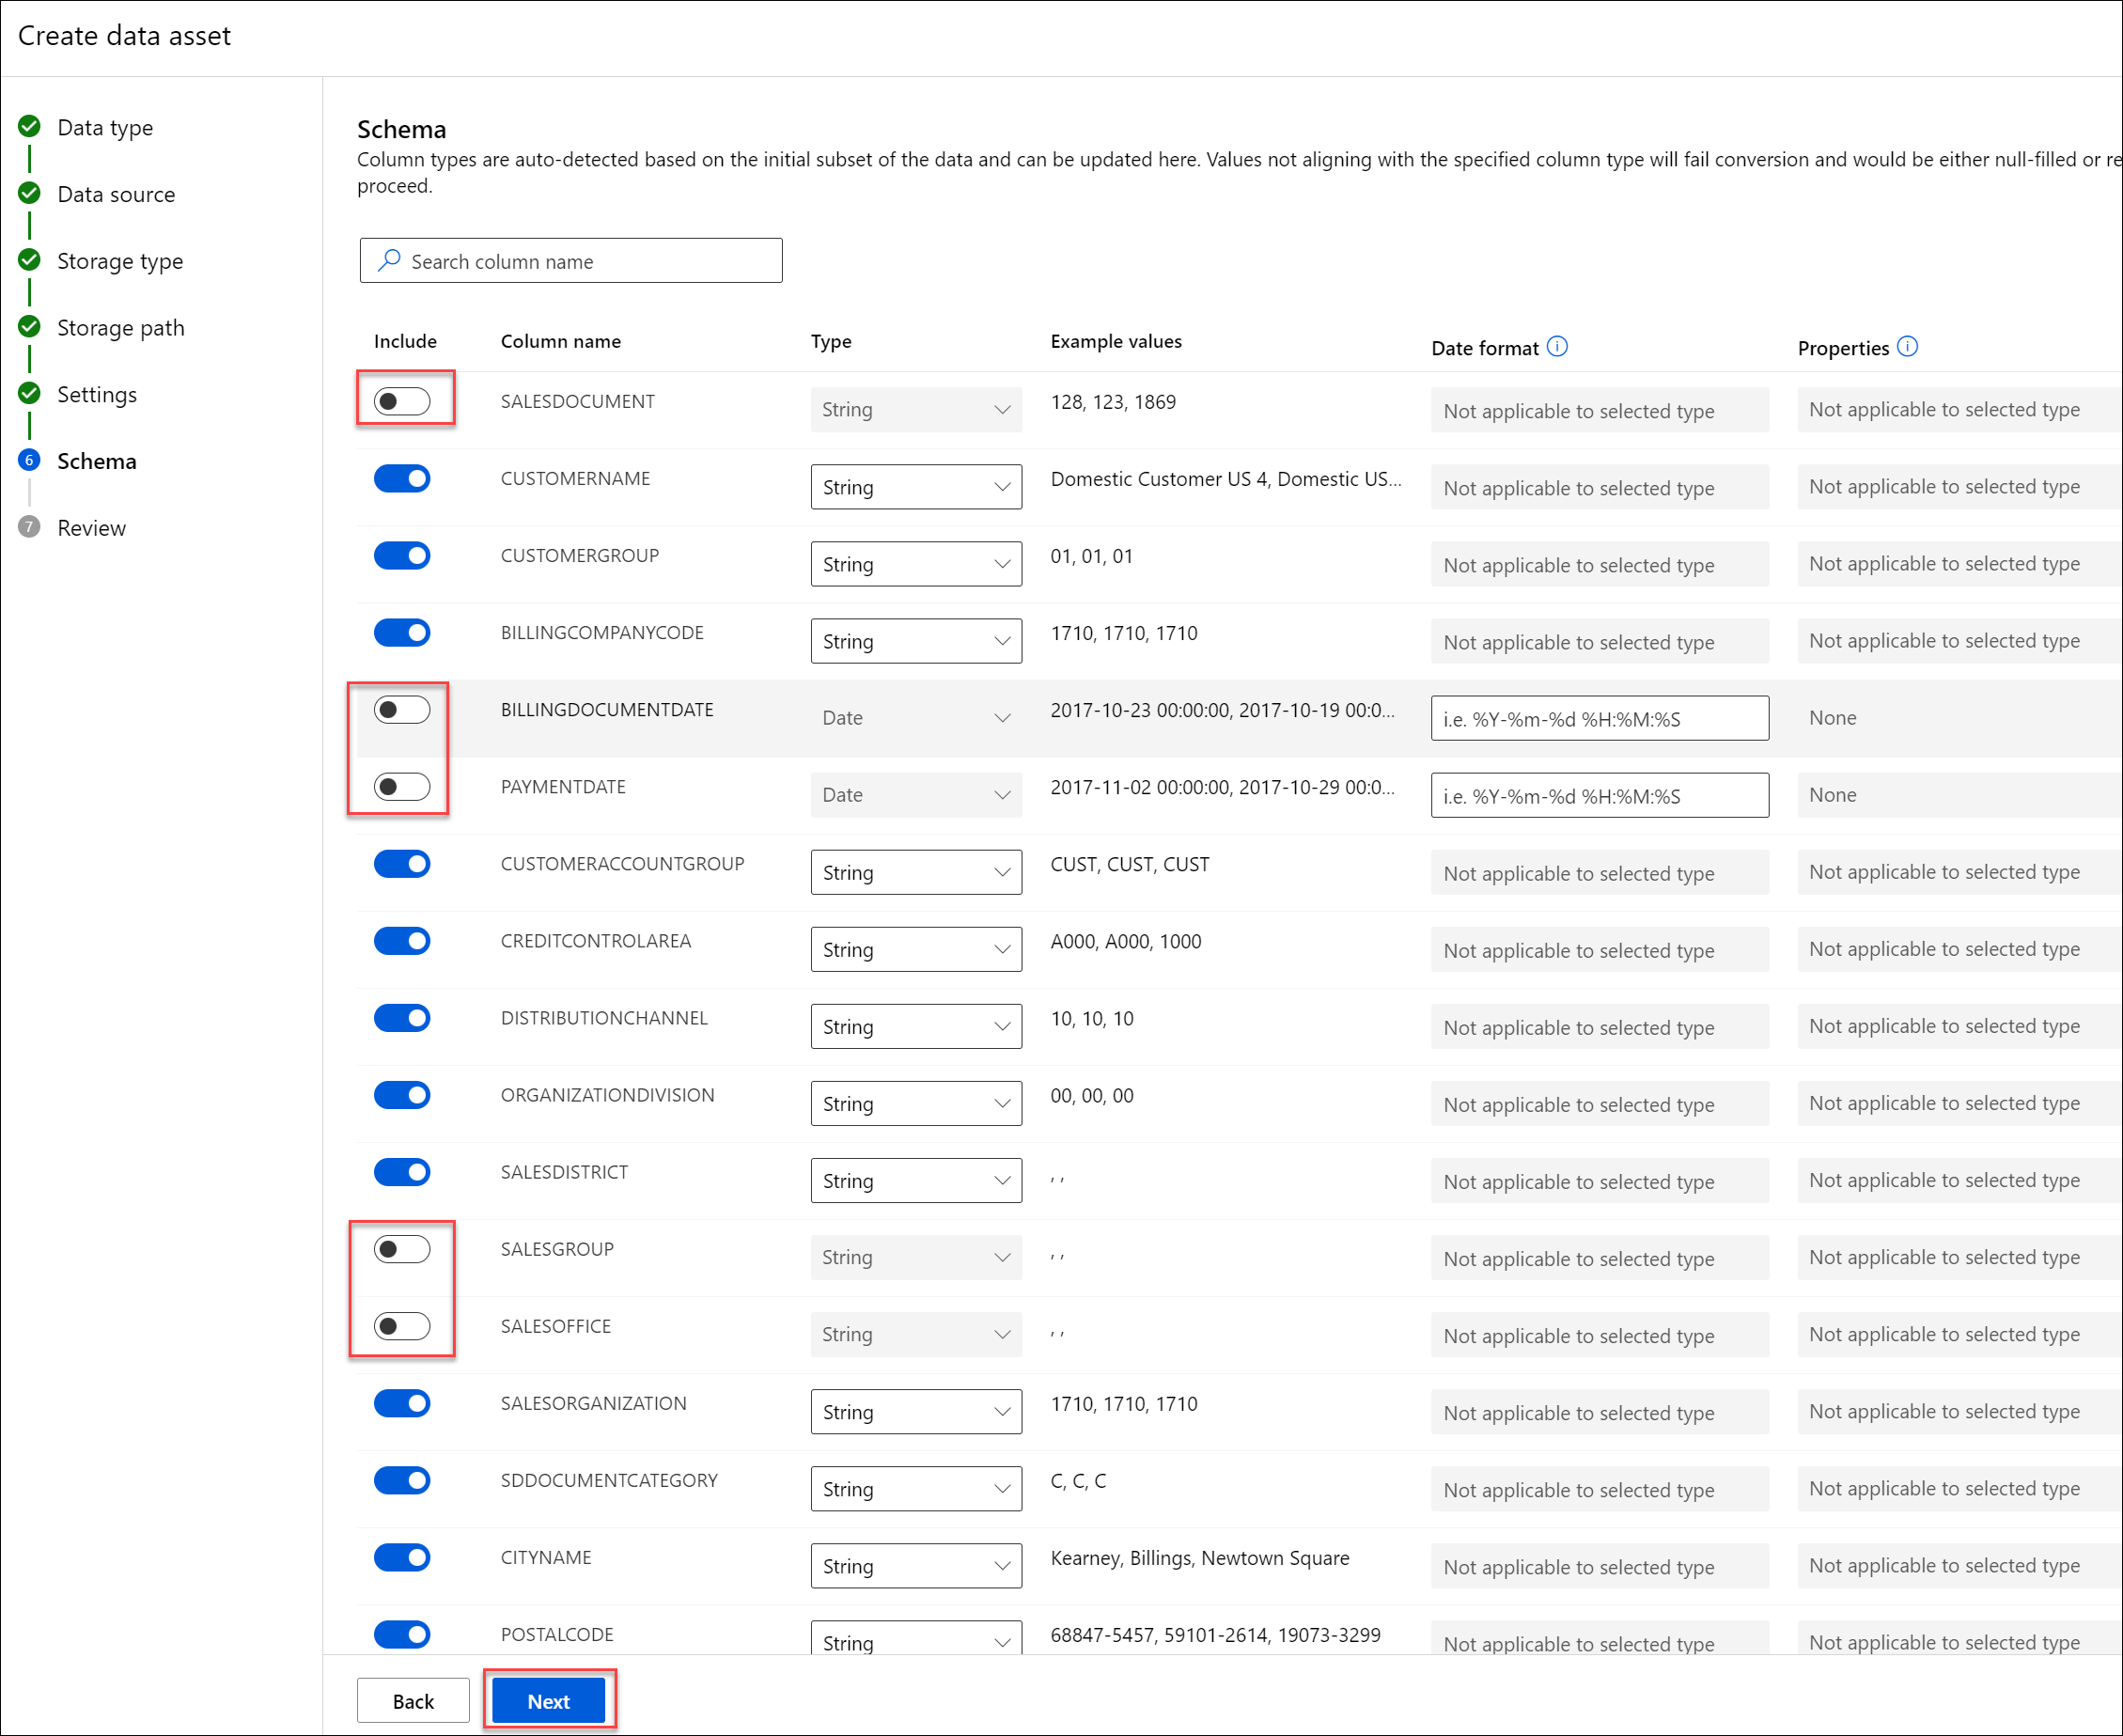 Create data asset
Data type
Data source
Storage type
Storage path
Settings
6 Schema
7 Review
Schema
Column types are auto-detected based on the initial subset of the data and can be updated here. Values not aligning with the specified column type will fail conversion and would be either null-filled or re
proceed.
Search column name
Include Column name Type Example values Date format Properties
SALESDOCUMENT String 128, 123, 1869 Not applicable to selected type Not applicable to selected type
CUSTOMERNAME String Domestic Customer US 4, Domestic US... Not applicable to selected type Not applicable to selected type
CUSTOMERGROUP String 01, 01, 01 Not applicable to selected type Not applicable to selected type
BILLINGCOMPANYCODE String 1710, 1710, 1710 Not applicable to selected type Not applicable to selected type
BILLINGDOCUMENTDATE Date 2017-10-23 00:00:00, 2017-10-19 00:0... i.e. %Y-%m-%d %H:%M:%S None
PAYMENTDATE Date 2017-11-02 00:00:00, 2017-10-29 00:0... i.e. %Y-%m-%d %H:%M:%S None
CUSTOMERACCOUNTGROUP String CUST, CUST, CUST Not applicable to selected type Not applicable to selected type
CREDITCONTROLAREA String A000, A000, 1000 Not applicable to selected type Not applicable to selected type
DISTRIBUTIONCHANNEL String 10, 10, 10 Not applicable to selected type Not applicable to selected type
ORGANIZATIONDIVISION String 00, 00, 00 Not applicable to selected type Not applicable to selected type
SALESDISTRICT String , , Not applicable to selected type Not applicable to selected type
SALESGROUP String , , Not applicable to selected type Not applicable to selected type
SALESOFFICE String , , Not applicable to selected type Not applicable to selected type
SALESORGANIZATION String 1710, 1710, 1710 Not applicable to selected type Not applicable to selected type
SDDOCUMENTCATEGORY String C, C, C Not applicable to selected type Not applicable to selected type
CITYNAME String Kearney, Billings, Newtown Square Not applicable to selected type Not applicable to selected type
POSTALCODE String 68847-5457, 59101-2614, 19073-3299 Not applicable to selected type Not applicable to selected type
Back Next